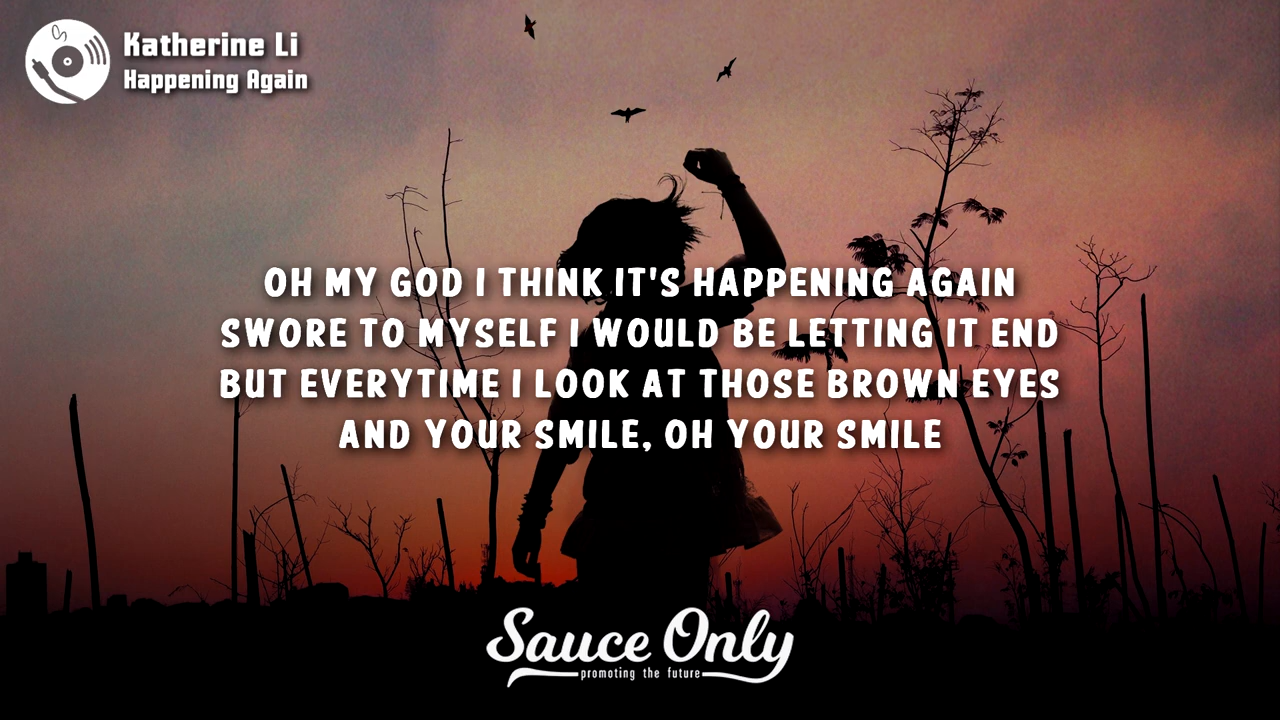 Katherine Li
Happening Again
OH MY GOD I THINK IT'S HAPPENING AGAIN
SWORE TO MYSELF I WOULD BE LETTING IT END
BUT EVERYTIME I LOOK AT THOSE BROWN EYES
AND YOUR SMILE, OH YOUR SMILE
Sauce Only
promoting the future